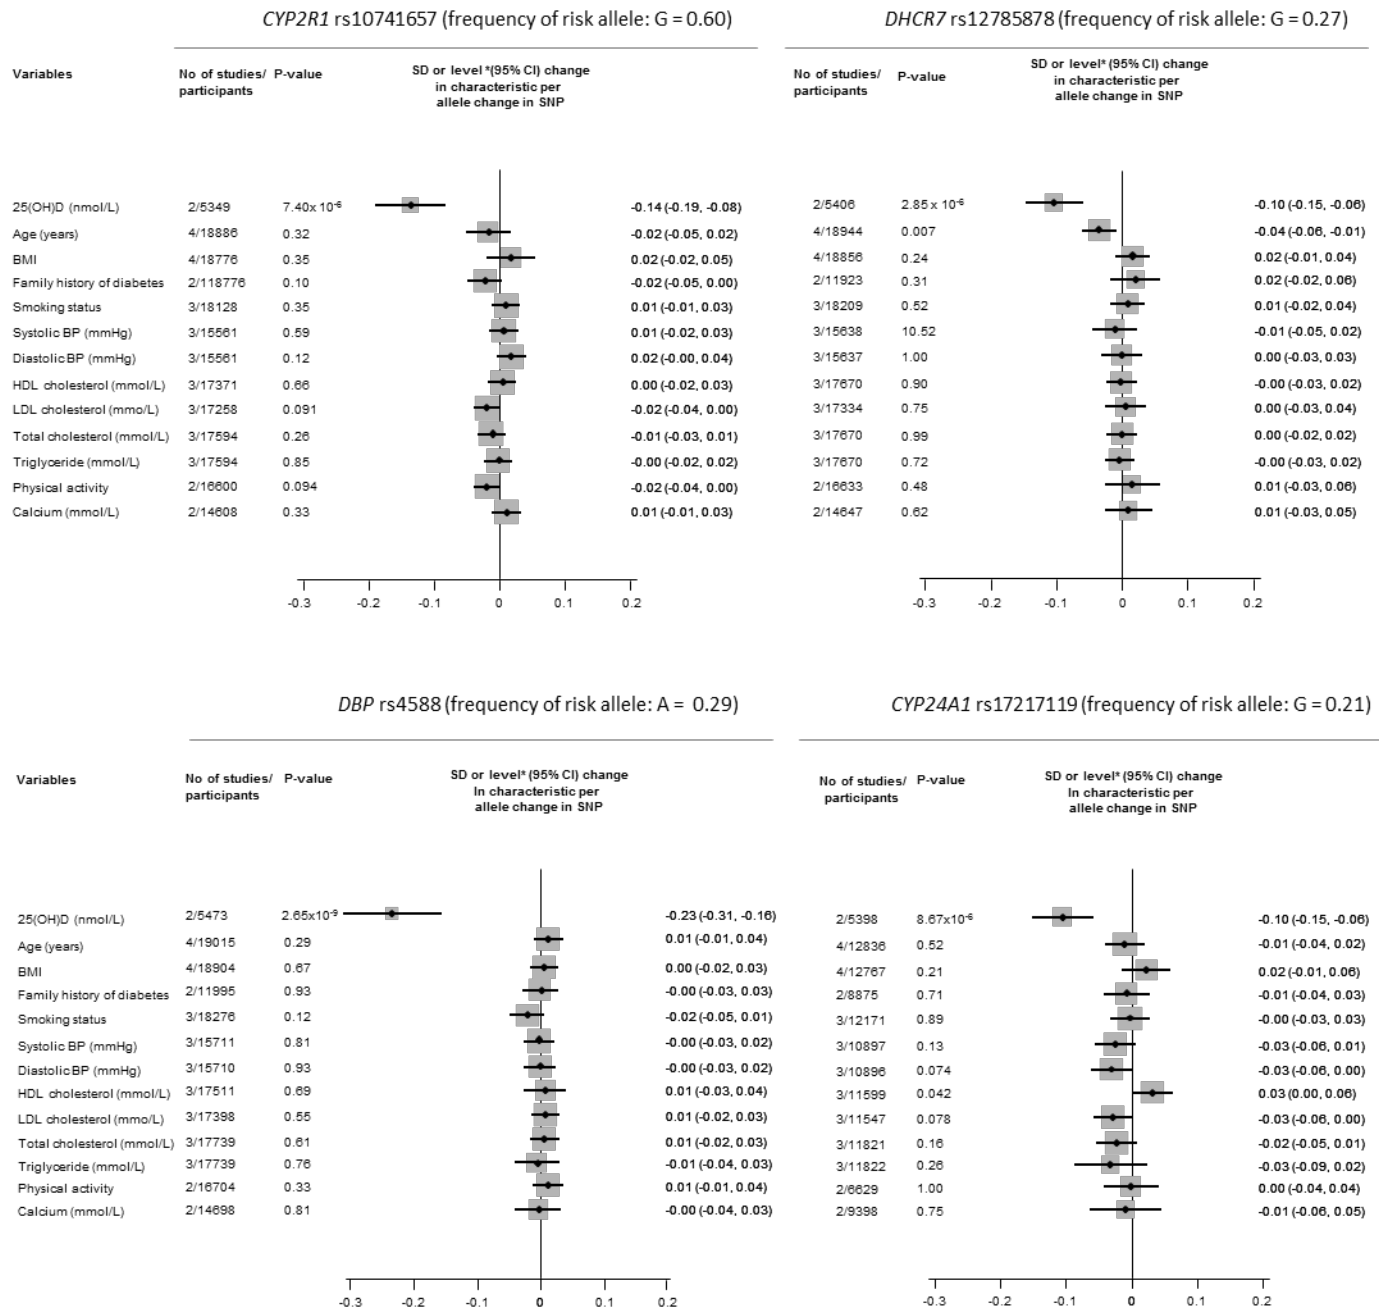 CYP2R1 rs10741657 (frequency of risk allele: G = 0.60)
Variables No of studies/ participants P-value SD or level*(95% CI) change in characteristic per allele change in SNP
25(OH)D (nmol/L) 2/5349 7.40x 10-6 -0.14 (-0.19, -0.08)
Age (years) 4/18886 0.32 -0.02 (-0.05, 0.02)
BMI 4/18776 0.35 0.02 (-0.02, 0.05)
Family history of diabetes 2/118776 0.10 -0.02 (-0.05, 0.00)
Smoking status 3/18128 0.35 0.01 (-0.01, 0.03)
Systolic BP (mmHg) 3/15561 0.59 0.01 (-0.02, 0.03)
Diastolic BP (mmHg) 3/15561 0.12 0.02 (-0.00, 0.04)
HDL cholesterol (mmol/L) 3/17371 0.66 0.00 (-0.02, 0.03)
LDL cholesterol (mmo/L) 3/17258 0.091 -0.02 (-0.04, 0.00)
Total cholesterol (mmol/L) 3/17594 0.26 -0.01 (-0.03, 0.01)
Triglyceride (mmol/L) 3/17594 0.85 -0.00 (-0.02, 0.02)
Physical activity 2/16600 0.094 -0.02 (-0.04, 0.00)
Calcium (mmol/L) 2/14608 0.33 0.01 (-0.01, 0.03)
-0.3 -0.2 -0.1 0 0.1 0.2
DHCR7 rs12785878 (frequency of risk allele: G = 0.27)
No of studies/ participants P-value SD or level*(95% CI) change in characteristic per allele change in SNP
2/5406 2.85 x 10-6 -0.10 (-0.15, -0.06)
4/18944 0.007 -0.04 (-0.06, -0.01)
4/18856 0.24 0.02 (-0.01, 0.04)
2/11923 0.31 0.02 (-0.02, 0.06)
3/18209 0.52 0.01 (-0.02, 0.04)
3/15638 10.52 -0.01 (-0.05, 0.02)
3/15637 1.00 0.00 (-0.03, 0.03)
3/17670 0.90 -0.00 (-0.03, 0.02)
3/17334 0.75 0.00 (-0.03, 0.04)
3/17670 0.99 0.00 (-0.02, 0.02)
3/17670 0.72 -0.00 (-0.03, 0.02)
2/16633 0.48 0.01 (-0.03, 0.06)
2/14647 0.62 0.01 (-0.03, 0.05)
-0.3 -0.2 -0.1 0 0.1 0.2
DBP rs4588 (frequency of risk allele: A = 0.29)
Variables No of studies/ participants P-value SD or level* (95% CI) change In characteristic per allele change in SNP
25(OH)D (nmol/L) 2/5473 2.65x10-9 -0.23 (-0.31, -0.16)
Age (years) 4/19015 0.29 0.01 (-0.01, 0.04)
BMI 4/18904 0.67 0.00 (-0.02, 0.03)
Family history of diabetes 2/11995 0.93 -0.00 (-0.03, 0.03)
Smoking status 3/18276 0.12 -0.02 (-0.05, 0.01)
Systolic BP (mmHg) 3/15711 0.81 -0.00 (-0.03, 0.02)
Diastolic BP (mmHg) 3/15710 0.93 -0.00 (-0.03, 0.02)
HDL cholesterol (mmol/L) 3/17511 0.69 0.01 (-0.03, 0.04)
LDL cholesterol (mmo/L) 3/17398 0.55 0.01 (-0.02, 0.03)
Total cholesterol (mmol/L) 3/17739 0.61 0.01 (-0.02, 0.03)
Triglyceride (mmol/L) 3/17739 0.76 -0.01 (-0.04, 0.03)
Physical activity 2/16704 0.33 0.01 (-0.01, 0.04)
Calcium (mmol/L) 2/14698 0.81 -0.00 (-0.04, 0.03)
-0.3 -0.2 -0.1 0 0.1 0.2
CYP24A1 rs17217119 (frequency of risk allele: G = 0.21)
No of studies/ participants P-value SD or level* (95% CI) change In characteristic per allele change in SNP
2/5398 8.67x10-6 -0.10 (-0.15, -0.06)
4/12836 0.52 -0.01 (-0.04, 0.02)
4/12767 0.21 0.02 (-0.01, 0.06)
2/8875 0.71 -0.01 (-0.04, 0.03)
3/12171 0.89 -0.00 (-0.03, 0.03)
3/10897 0.13 -0.03 (-0.06, 0.01)
3/10896 0.074 -0.03 (-0.06, 0.00)
3/11599 0.042 0.03 (0.00, 0.06)
3/11547 0.078 -0.03 (-0.06, 0.00)
3/11821 0.16 -0.02 (-0.05, 0.01)
3/11822 0.26 -0.03 (-0.09, 0.02)
2/6629 1.00 0.00 (-0.04, 0.04)
2/9398 0.75 -0.01 (-0.06, 0.05)
-0.3 -0.2 -0.1 0 0.1 0.2